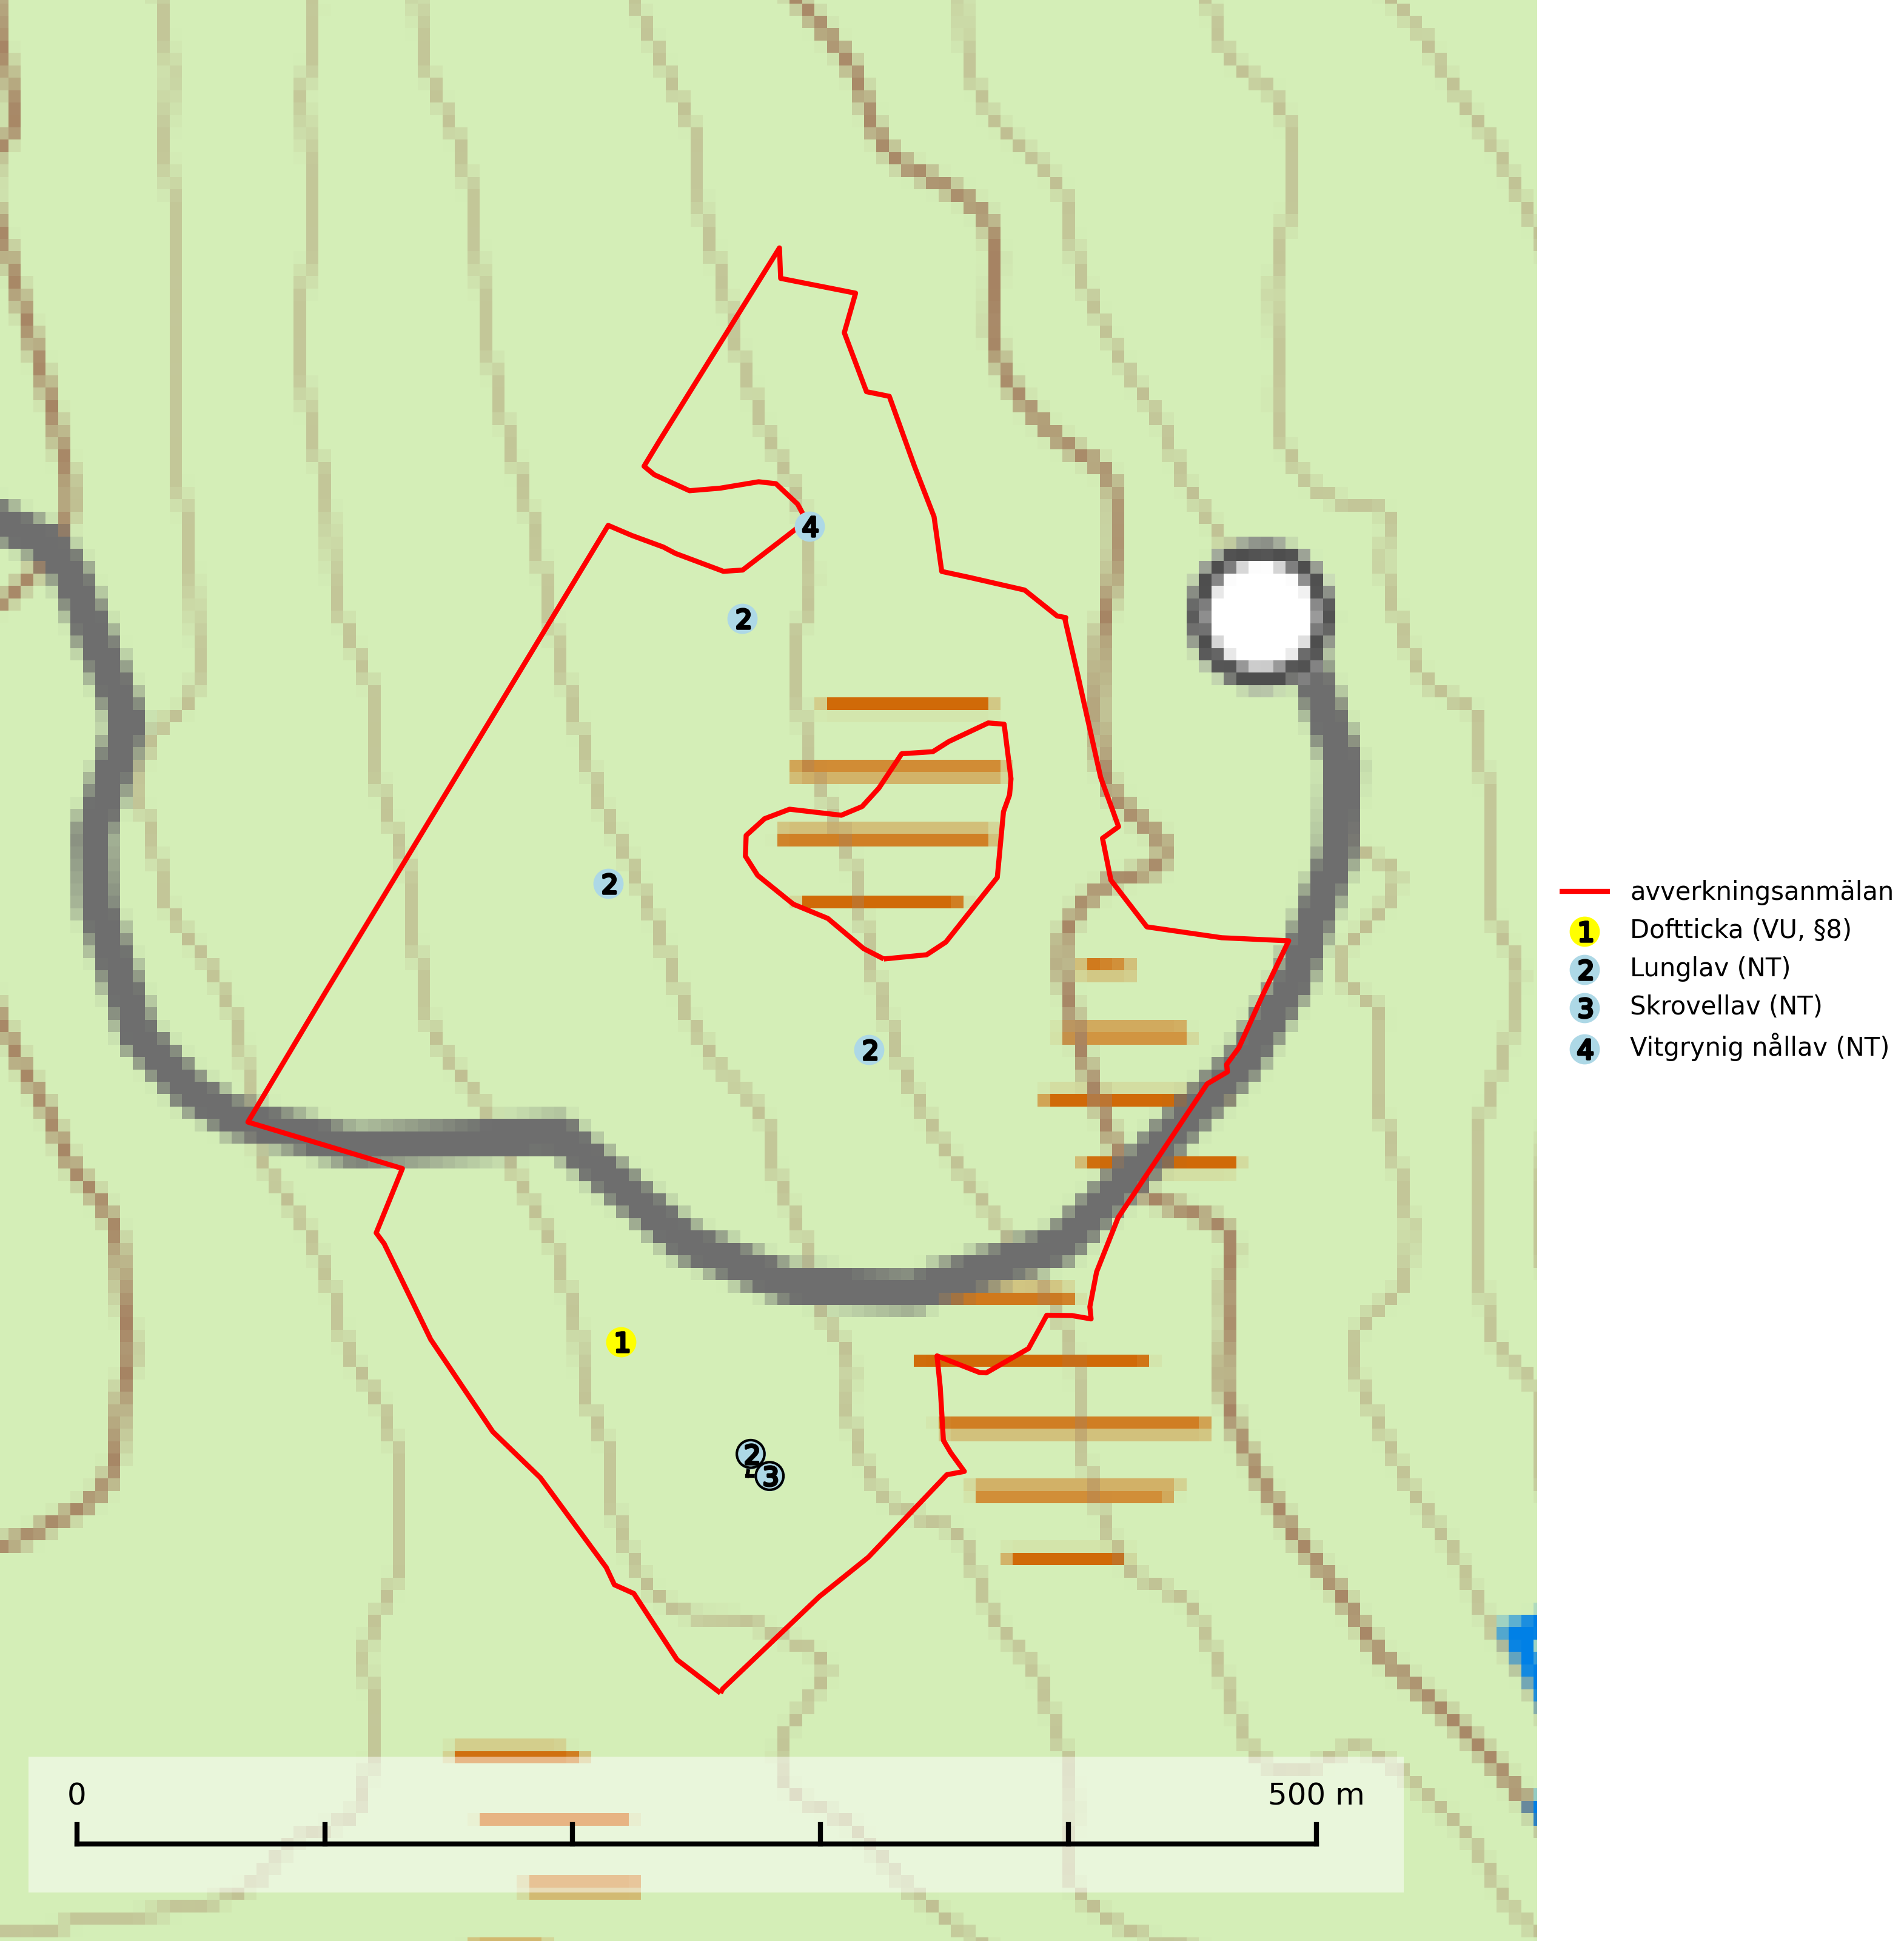 4
2
2
2
1
2
3
0
500 m
avverkningsanmälan
1 Doftticka (VU, §8)
2 Lunglav (NT)
3 Skrovellav (NT)
4 Vitgrynig nållav (NT)